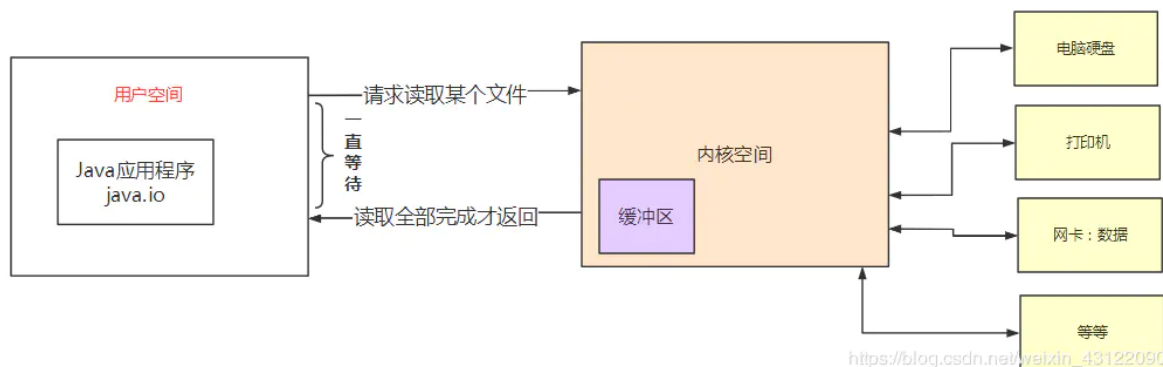 用户空间
Java应用程序
java.io
请求读取某个文件
一直等待
读取全部完成才返回
内核空间
缓冲区
电脑硬盘
打印机
网卡：数据
等等
https://blog.csdn.net/weixin_43122090